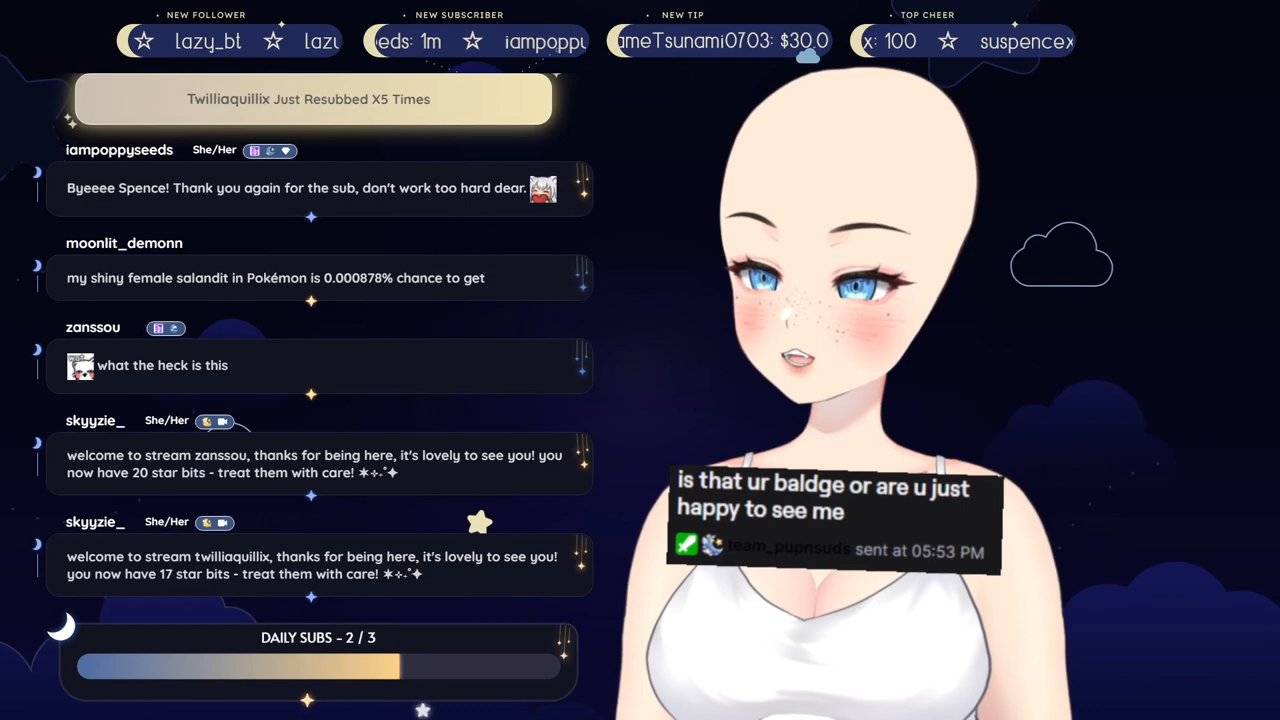 NEW FOLLOWER
NEW SUBSCRIBER
NEW TIP
TOP CHEER
lazy_bt
eds: 1m
iampoppy
ameTsunami0703: $30.0
x: 100
suspencex
Twilliaquillix Just Resubbed X5 Times
iampoppyseeds She/Her
Byeeee Spence! Thank you again for the sub, don't work too hard dear.
moonlit_demonn
my shiny female salandit in Pokémon is 0.000878% chance to get
zanssou
what the heck is this
skyyzie_ She/Her
welcome to stream zanssou, thanks for being here, it's lovely to see you! you
now have 20 star bits - treat them with care!
skyyzie_ She/Her
welcome to stream twilliaquillix, thanks for being here, it's lovely to see you!
you now have 17 star bits - treat them with care!
DAILY SUBS - 2 / 3
is that ur baldge or are u just
happy to see me
team_pupnsuds sent at 05:53 PM